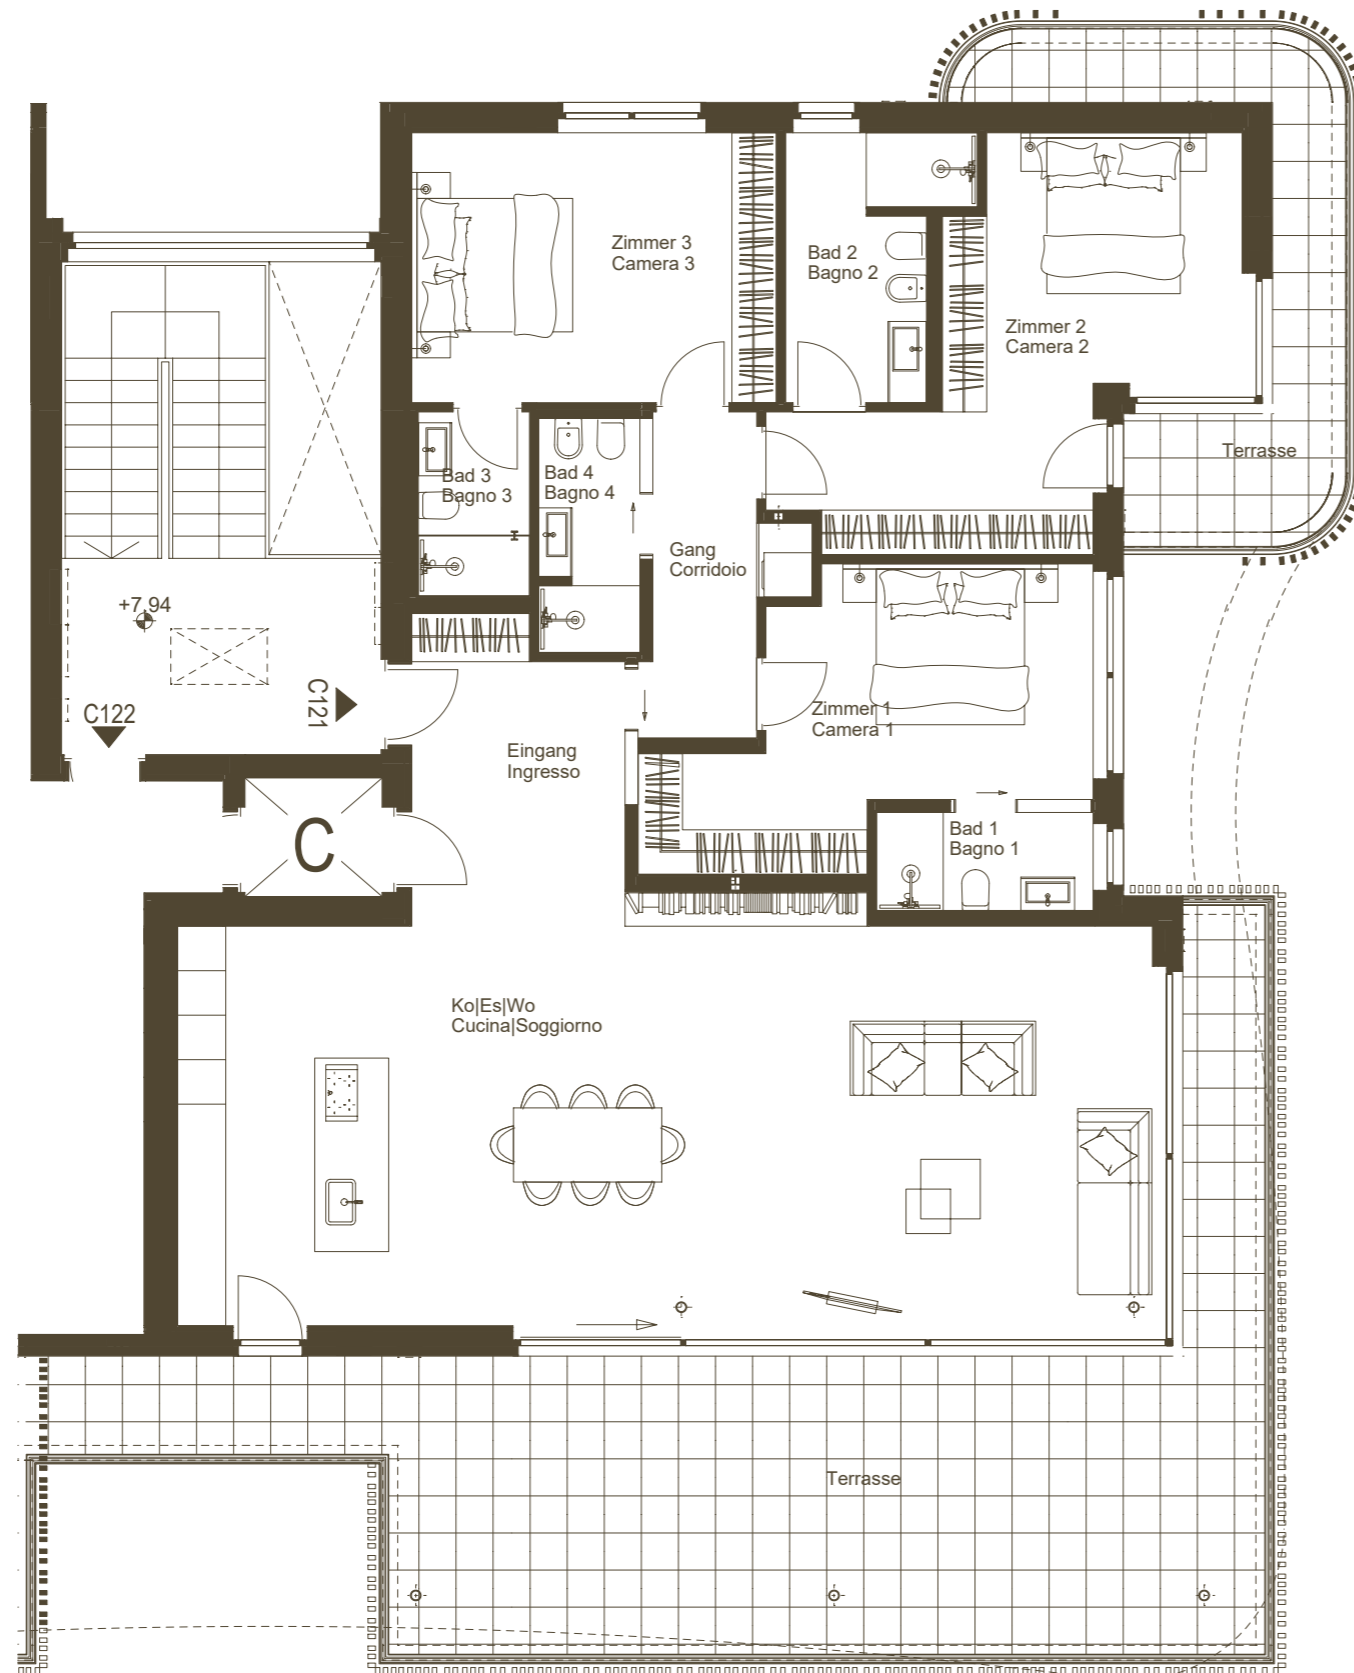 Zimmer 3
Camera 3
Bad 2
Bagno 2
Zimmer 2
Camera 2
Terrasse
Bad 3
Bagno 3
Bad 4
Bagno 4
Gang
Corridoio
+7,94
C122
C121
Zimmer 1
Camera 1
Eingang
Ingresso
C
Bad 1
Bagno 1
Ko|Es|Wo
Cucina|Soggiorno
Terrasse